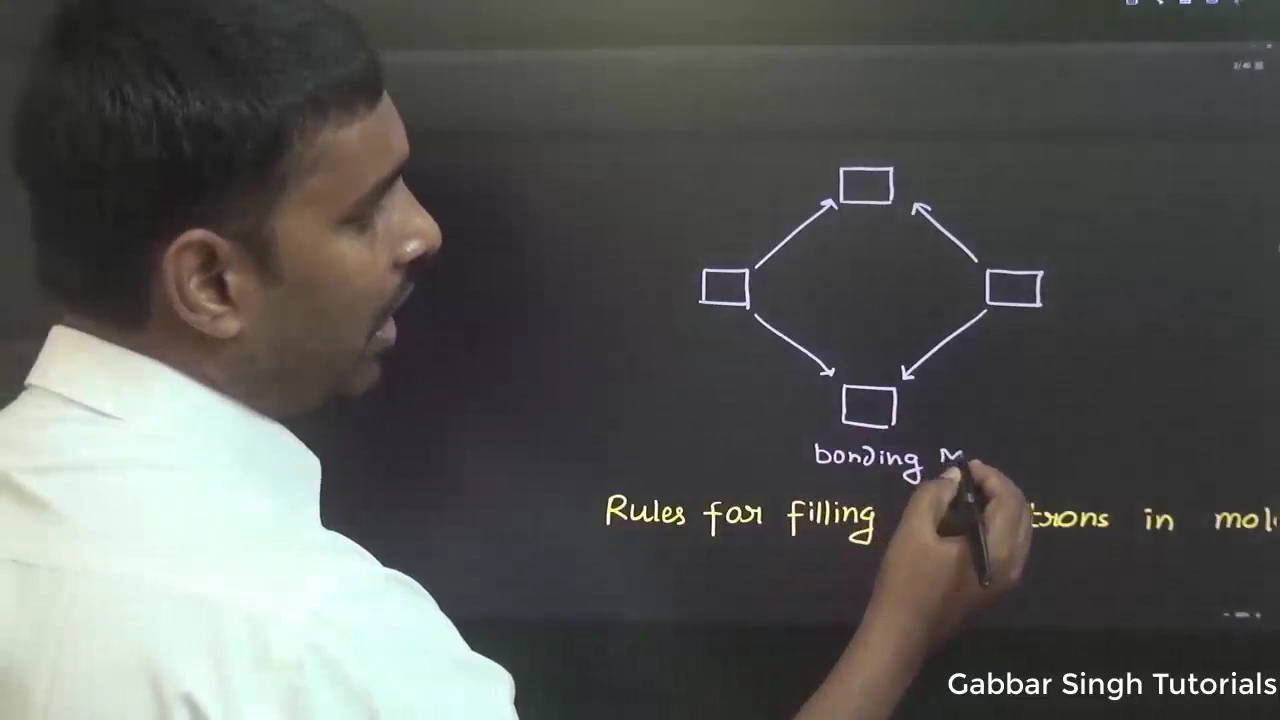 bonding M
Rules for filling trons in mol
Gabbar Singh Tutorials